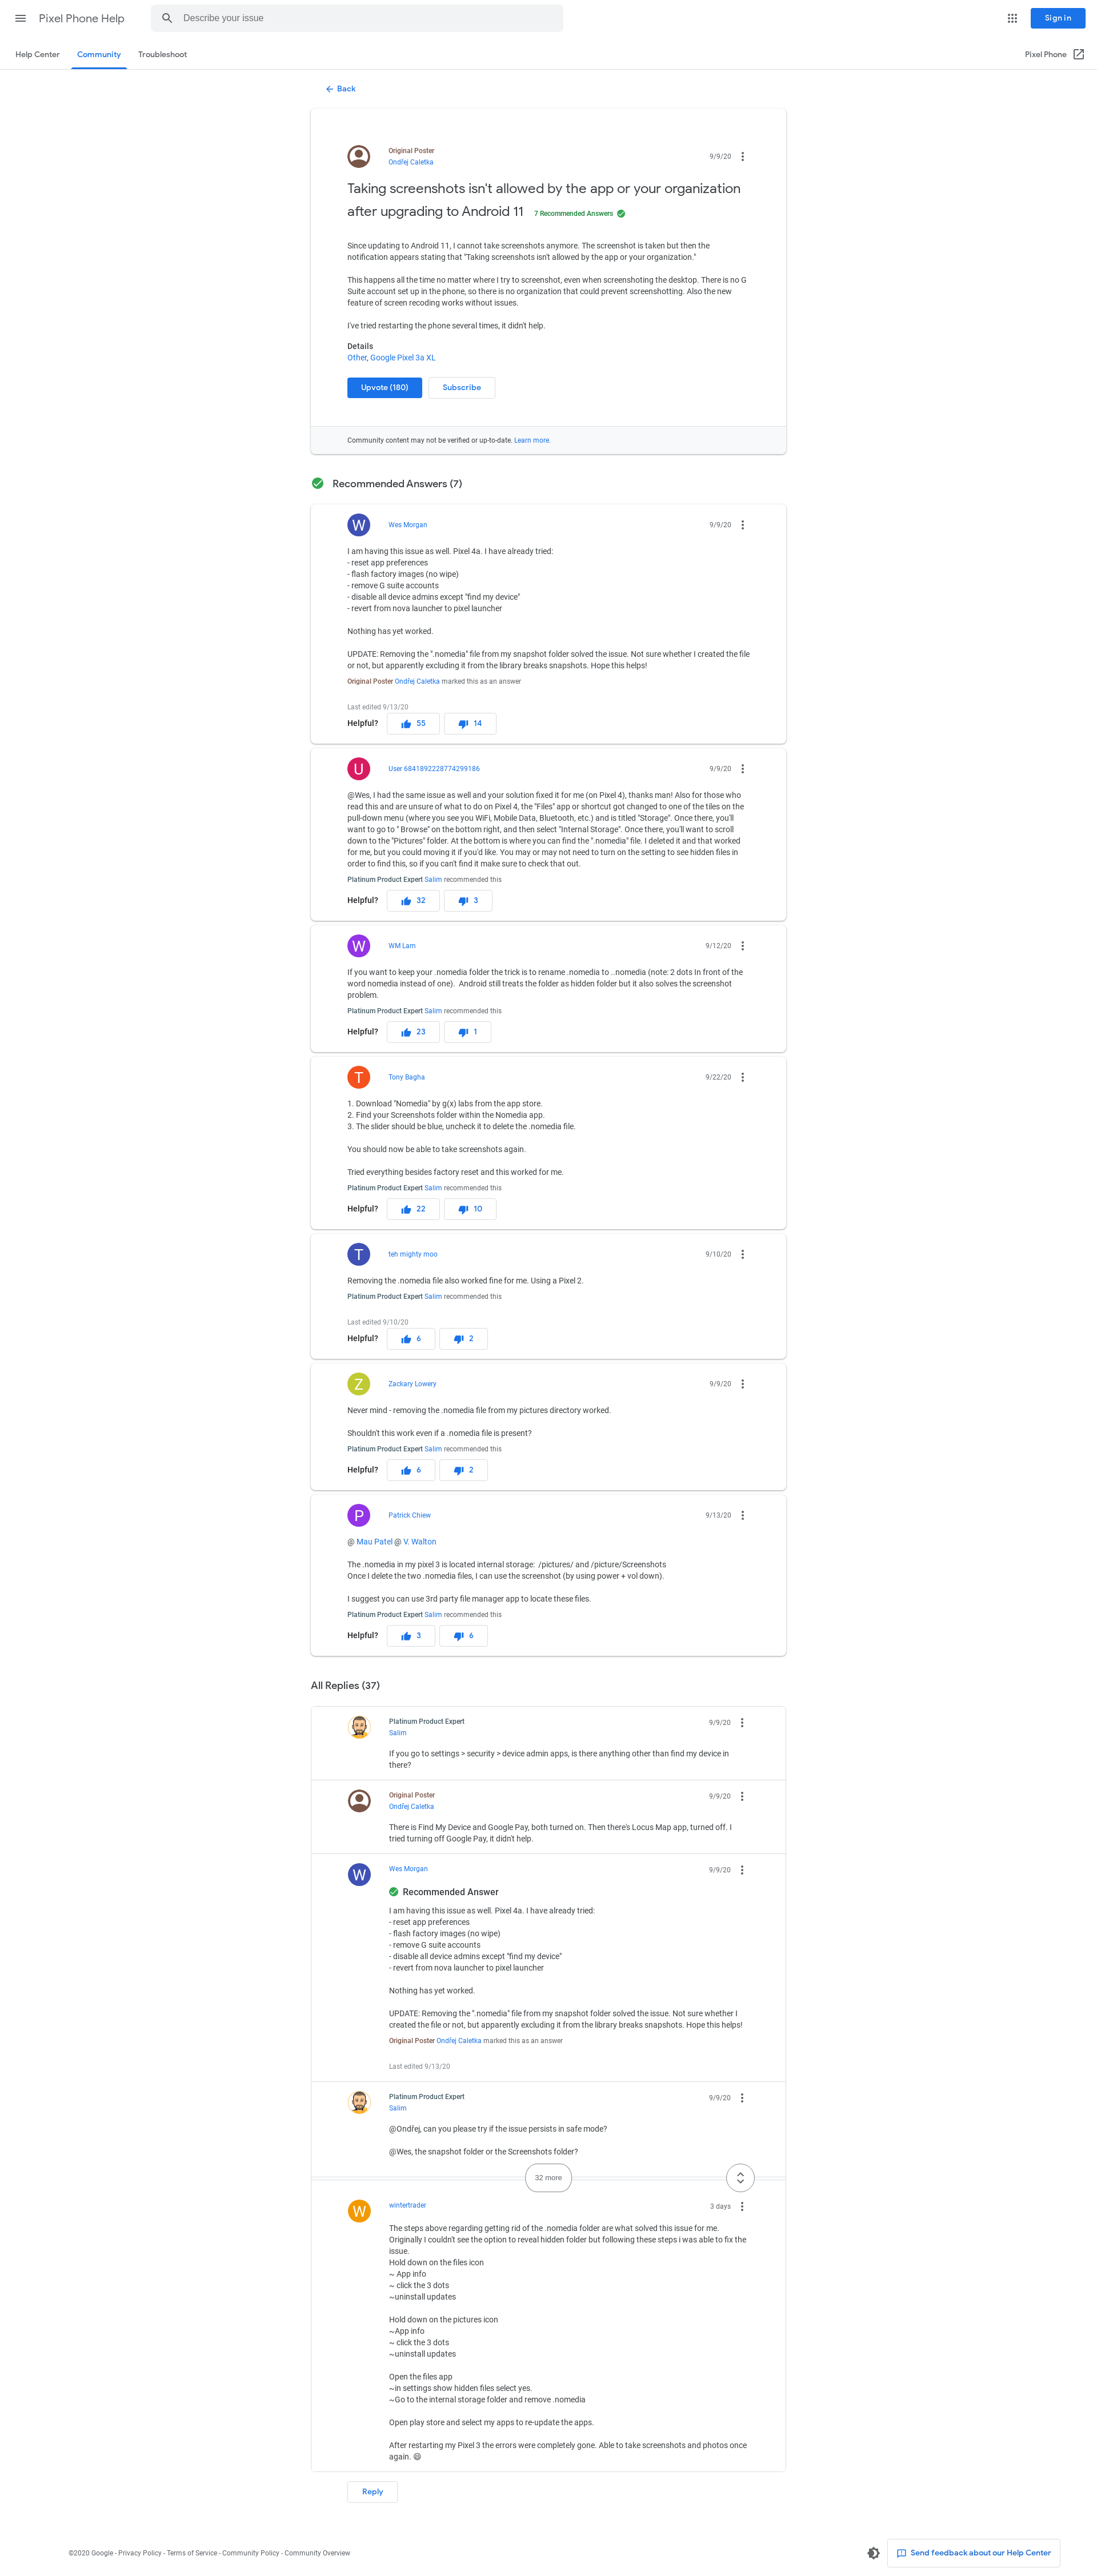 Pixel Phone Help
Describe your issue
Sign in
Help Center
Community
Troubleshoot
Pixel Phone
Back
Original Poster
Ondřej Caletka
9/9/20
Taking screenshots isn't allowed by the app or your organization
after upgrading to Android 11 7 Recommended Answers
Since updating to Android 11, I cannot take screenshots anymore. The screenshot is taken but then the
notification appears stating that "Taking screenshots isn't allowed by the app or your organization."
This happens all the time no matter where I try to screenshot, even when screenshoting the desktop. There is no G
Suite account set up in the phone, so there is no organization that could prevent screenshotting. Also the new
feature of screen recoding works without issues.
I've tried restarting the phone several times, it didn't help.
Details
Other, Google Pixel 3a XL
Upvote (180)
Subscribe
Community content may not be verified or up-to-date. Learn more.
Recommended Answers (7)
W
Wes Morgan
9/9/20
I am having this issue as well. Pixel 4a. I have already tried:
- reset app preferences
- flash factory images (no wipe)
- remove G suite accounts
- disable all device admins except "find my device"
- revert from nova launcher to pixel launcher
Nothing has yet worked.
UPDATE: Removing the ".nomedia" file from my snapshot folder solved the issue. Not sure whether I created the file
or not, but apparently excluding it from the library breaks snapshots. Hope this helps!
Original Poster Ondřej Caletka marked this as an answer
Last edited 9/13/20
Helpful?
55
14
U
User 6841892228774299186
9/9/20
@Wes, I had the same issue as well and your solution fixed it for me (on Pixel 4), thanks man! Also for those who
read this and are unsure of what to do on Pixel 4, the "Files" app or shortcut got changed to one of the tiles on the
pull-down menu (where you see you WiFi, Mobile Data, Bluetooth, etc.) and is titled "Storage". Once there, you'll
want to go to " Browse" on the bottom right, and then select "Internal Storage". Once there, you'll want to scroll
down to the "Pictures" folder. At the bottom is where you can find the ".nomedia" file. I deleted it and that worked
for me, but you could moving it if you'd like. You may or may not need to turn on the setting to see hidden files in
order to find this, so if you can't find it make sure to check that out.
Platinum Product Expert Salim recommended this
Helpful?
32
3
W
WM Lam
9/12/20
If you want to keep your .nomedia folder the trick is to rename .nomedia to ..nomedia (note: 2 dots In front of the
word nomedia instead of one).  Android still treats the folder as hidden folder but it also solves the screenshot
problem.
Platinum Product Expert Salim recommended this
Helpful?
23
1
T
Tony Bagha
9/22/20
1. Download "Nomedia" by g(x) labs from the app store.
2. Find your Screenshots folder within the Nomedia app.
3. The slider should be blue, uncheck it to delete the .nomedia file.
You should now be able to take screenshots again.
Tried everything besides factory reset and this worked for me.
Platinum Product Expert Salim recommended this
Helpful?
22
10
T
teh mighty moo
9/10/20
Removing the .nomedia file also worked fine for me. Using a Pixel 2.
Platinum Product Expert Salim recommended this
Last edited 9/10/20
Helpful?
6
2
Z
Zackary Lowery
9/9/20
Never mind - removing the .nomedia file from my pictures directory worked.
Shouldn't this work even if a .nomedia file is present?
Platinum Product Expert Salim recommended this
Helpful?
6
2
P
Patrick Chiew
9/13/20
@ Mau Patel @ V. Walton
The .nomedia in my pixel 3 is located internal storage:  /pictures/ and /picture/Screenshots
Once I delete the two .nomedia files, I can use the screenshot (by using power + vol down).
I suggest you can use 3rd party file manager app to locate these files.
Platinum Product Expert Salim recommended this
Helpful?
3
6
All Replies (37)
Platinum Product Expert
Salim
9/9/20
If you go to settings > security > device admin apps, is there anything other than find my device in
there?
Original Poster
Ondřej Caletka
9/9/20
There is Find My Device and Google Pay, both turned on. Then there's Locus Map app, turned off. I
tried turning off Google Pay, it didn't help.
W
Wes Morgan
9/9/20
Recommended Answer
I am having this issue as well. Pixel 4a. I have already tried:
- reset app preferences
- flash factory images (no wipe)
- remove G suite accounts
- disable all device admins except "find my device"
- revert from nova launcher to pixel launcher
Nothing has yet worked.
UPDATE: Removing the ".nomedia" file from my snapshot folder solved the issue. Not sure whether I
created the file or not, but apparently excluding it from the library breaks snapshots. Hope this helps!
Original Poster Ondřej Caletka marked this as an answer
Last edited 9/13/20
Platinum Product Expert
Salim
9/9/20
@Ondřej, can you please try if the issue persists in safe mode?
@Wes, the snapshot folder or the Screenshots folder?
32 more
W
wintertrader
3 days
The steps above regarding getting rid of the .nomedia folder are what solved this issue for me.
Originally I couldn't see the option to reveal hidden folder but following these steps i was able to fix the
issue.
Hold down on the files icon
~ App info
~ click the 3 dots
~uninstall updates
Hold down on the pictures icon
~App info
~ click the 3 dots
~uninstall updates
Open the files app
~in settings show hidden files select yes.
~Go to the internal storage folder and remove .nomedia
Open play store and select my apps to re-update the apps.
After restarting my Pixel 3 the errors were completely gone. Able to take screenshots and photos once
again. 😄
Reply
©2020 Google - Privacy Policy - Terms of Service - Community Policy - Community Overview
Send feedback about our Help Center